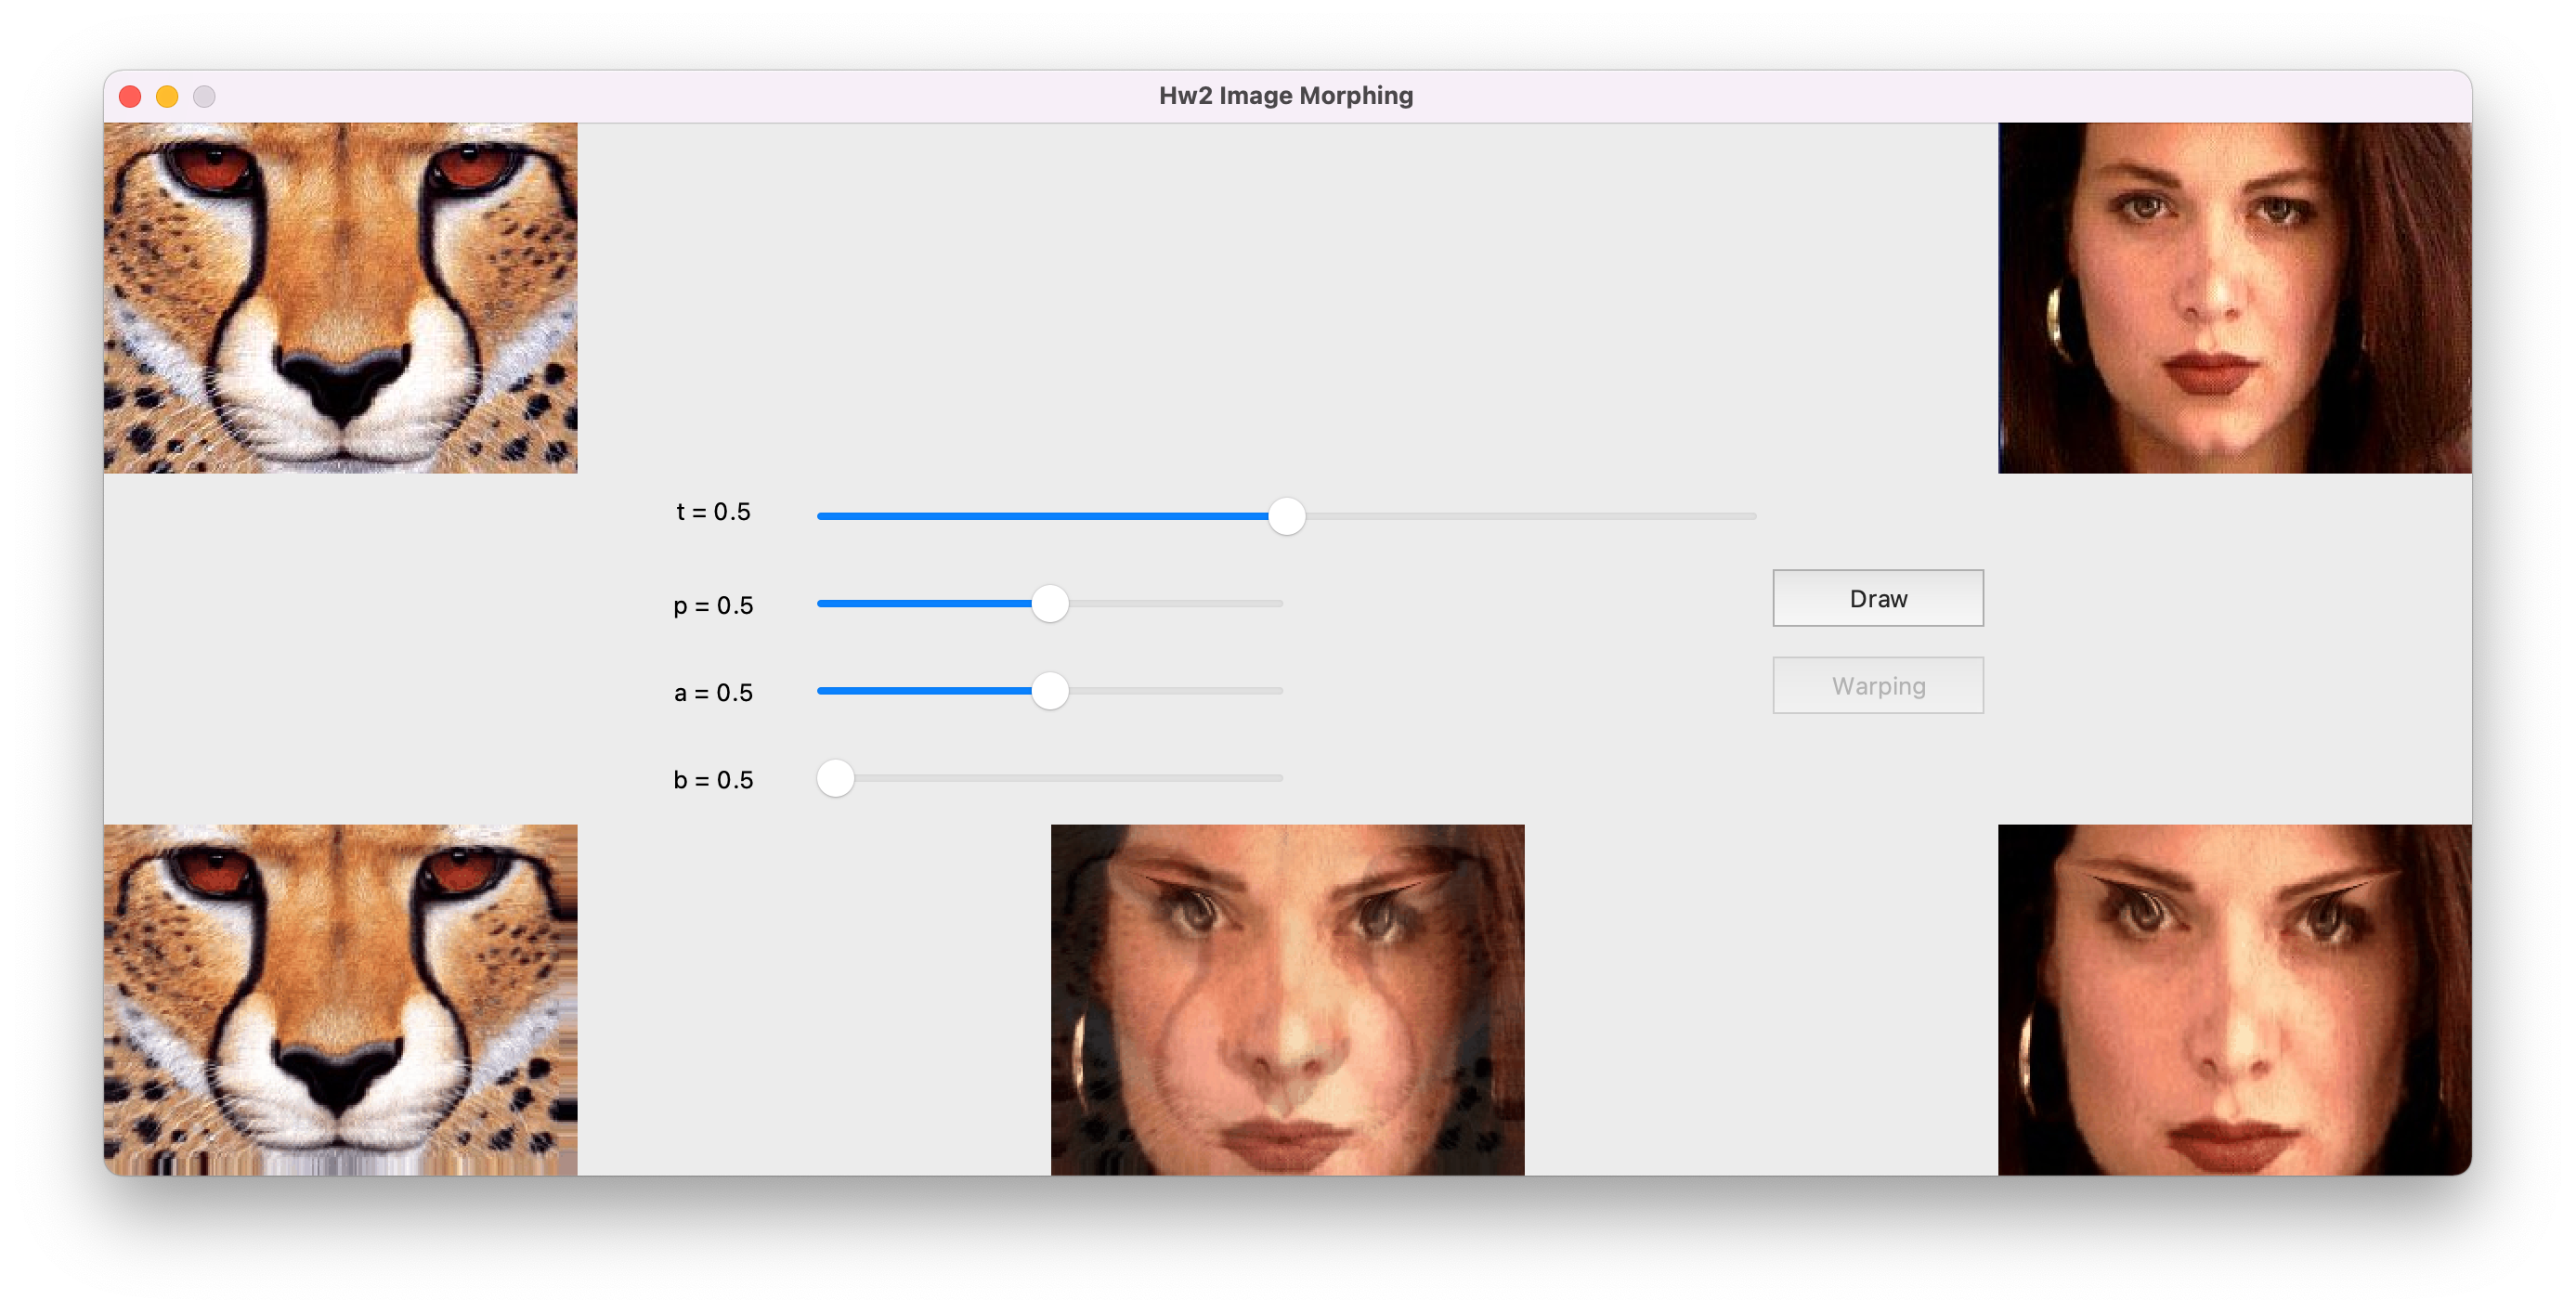 Hw2 Image Morphing
t = 0.5
p = 0.5
Draw
a = 0.5
Warping
b = 0.5